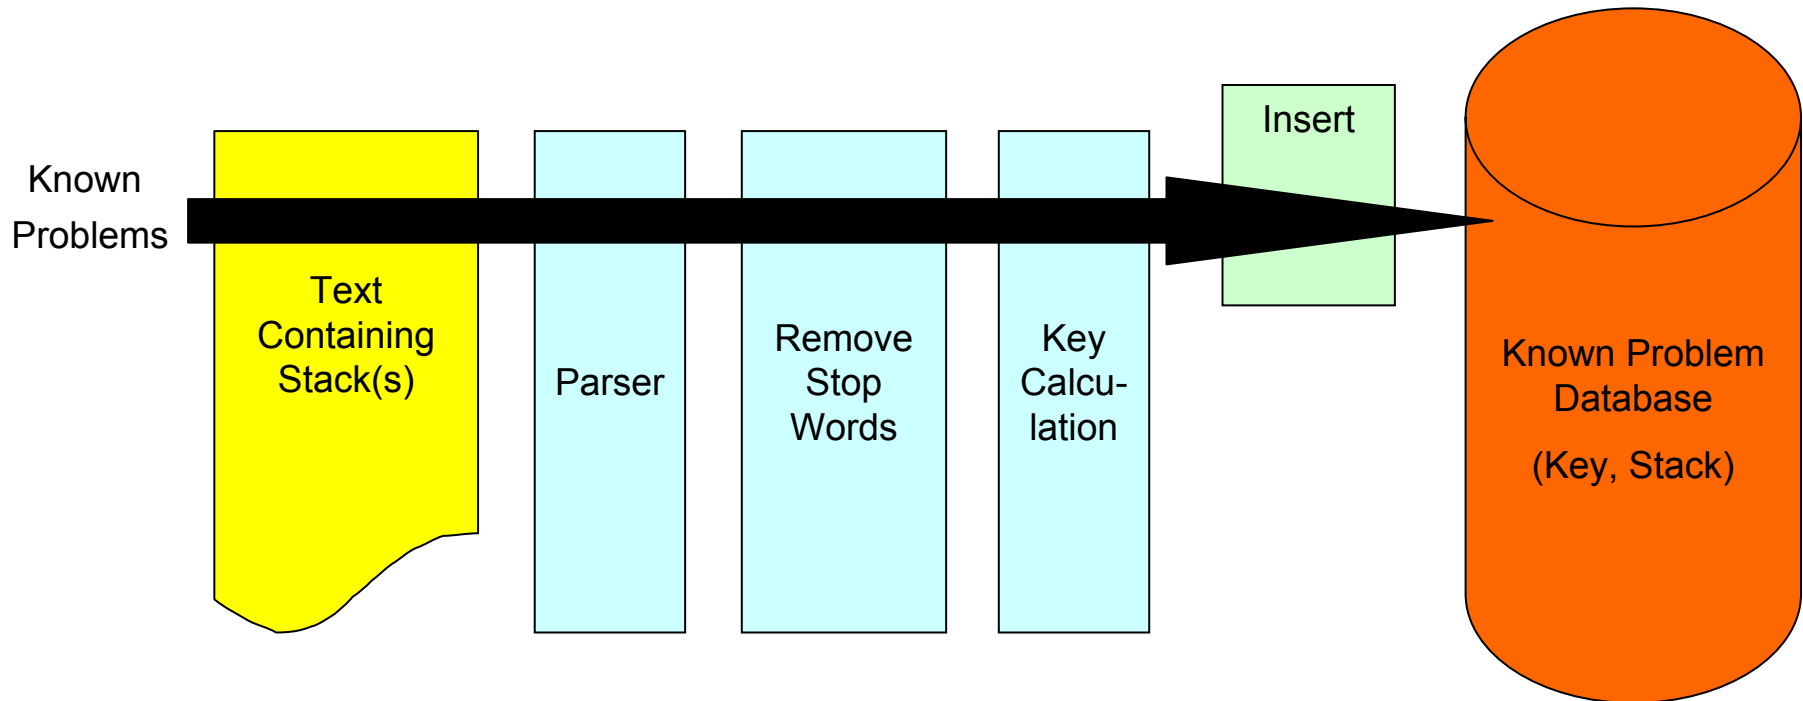 Known
Problems
Text
Containing
Stack(s)
Parser
Remove
Stop
Words
Key
Calcu-
lation
Insert
Known Problem
Database
(Key, Stack)